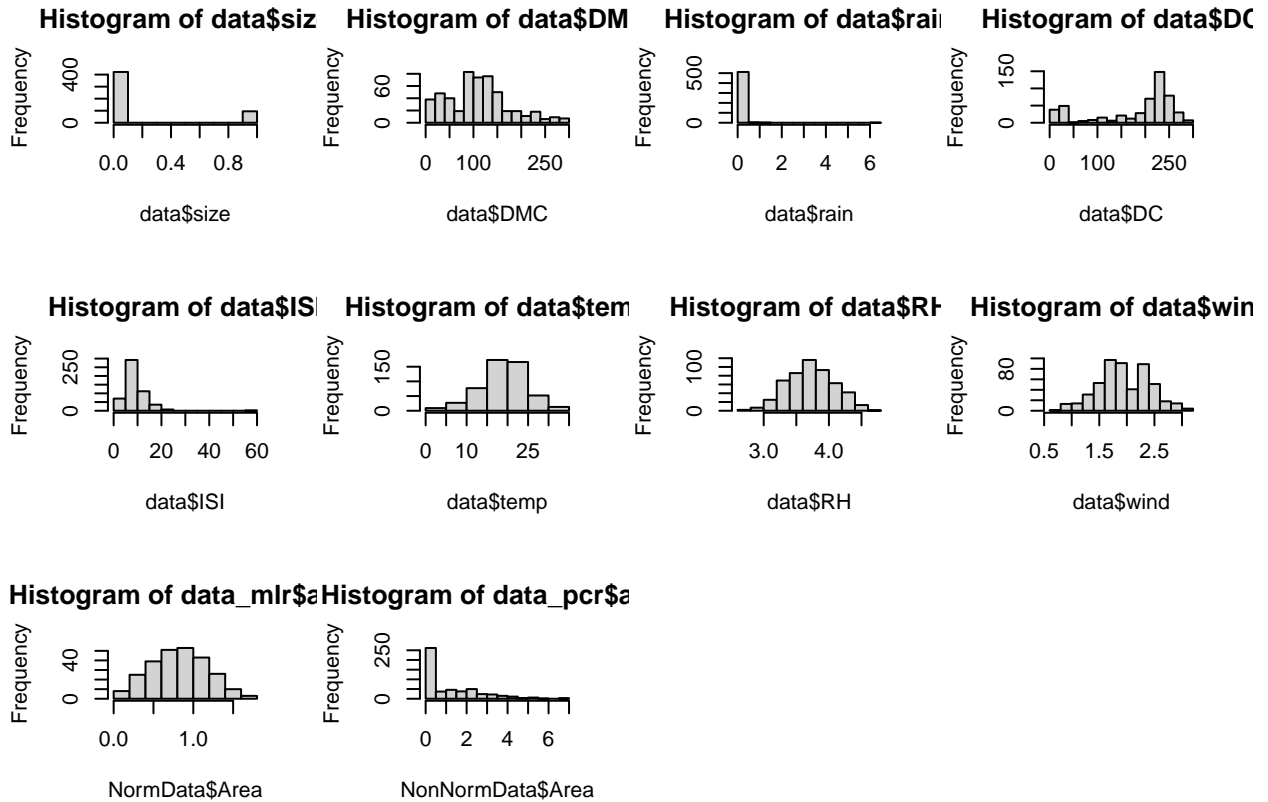 Histogram of data$siz
Frequency
400
0
0.0 0.4 0.8
data$size
Histogram of data$DM
Frequency
60
0
0 100 250
data$DMC
Histogram of data$rai
Frequency
500
0
0 2 4 6
data$rain
Histogram of data$DC
Frequency
150
0
0 100 250
data$DC
Histogram of data$ISI
Frequency
250
0
0 20 40 60
data$ISI
Histogram of data$tem
Frequency
150
0
0 10 25
data$temp
Histogram of data$RH
Frequency
100
0
3.0 4.0
data$RH
Histogram of data$win
Frequency
80
0
0.5 1.5 2.5
data$wind
Histogram of data_mlr$a
Frequency
40
0
0.0 1.0
NormData$Area
Histogram of data_pcr$a
Frequency
250
0
0 2 4 6
NonNormData$Area